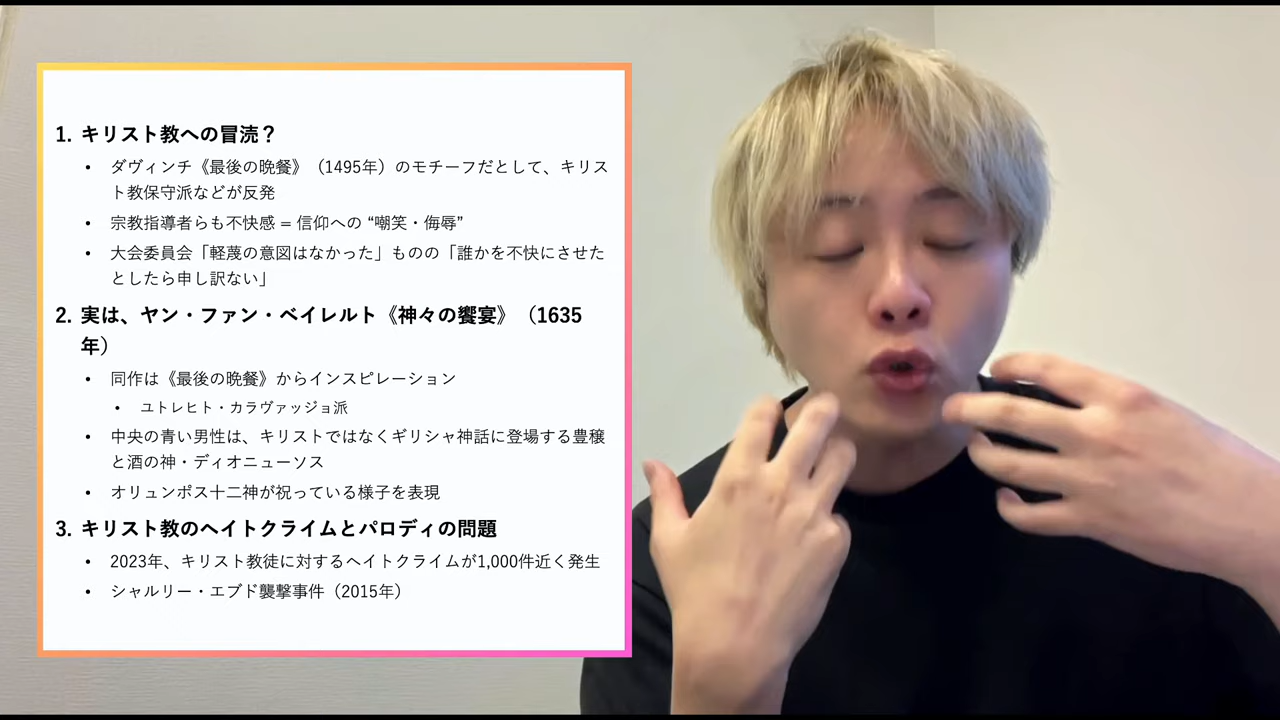 1. キリスト教への冒涜？
• ダヴィンチ《最後の晩餐》（1495年）のモチーフだとして、キリス
ト教保守派などが反発
• 宗教指導者らも不快感 = 信仰への “嘲笑・侮辱”
• 大会委員会「軽蔑の意図はなかった」ものの「誰かを不快にさせた
としたら申し訳ない」
2. 実は、ヤン・ファン・ベイレルト《神々の饗宴》（1635
年）
• 同作は《最後の晩餐》からインスピレーション
• ユトレヒト・カラヴァッジョ派
• 中央の青い男性は、キリストではなくギリシャ神話に登場する豊穣
と酒の神・ディオニューソス
• オリュンポス十二神が祝っている様子を表現
3. キリスト教のヘイトクライムとパロディの問題
• 2023年、キリスト教徒に対するヘイトクライムが1,000件近く発生
• シャルリー・エブド襲撃事件（2015年）